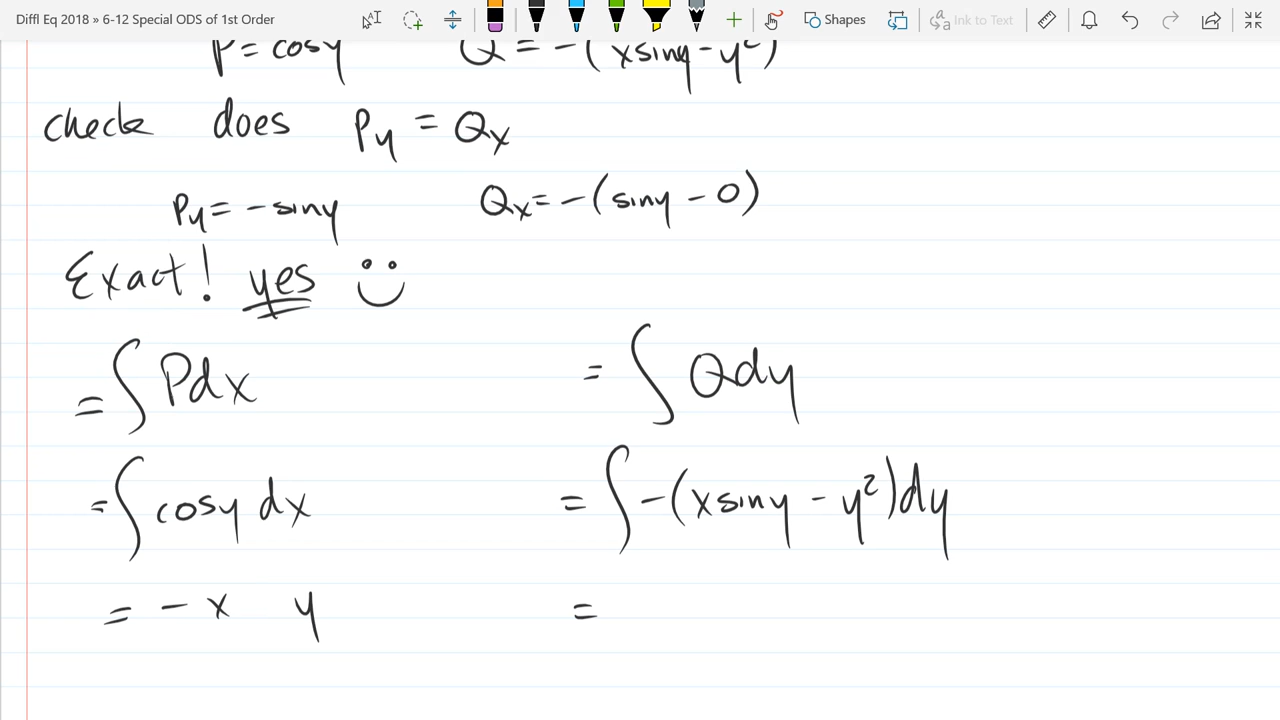 Diffl Eq 2018 » 6-12 Special ODS of 1st Order Shapes Ink to Text
P = cosy Q = -(xsiny - y²)
check does Py = Qx
Py = -siny Qx = -(siny - 0)
Exact! yes
= ∫ Pdx = ∫ Qdy
= ∫ cosy dx = ∫ -(xsiny - y²)dy
= - x y =